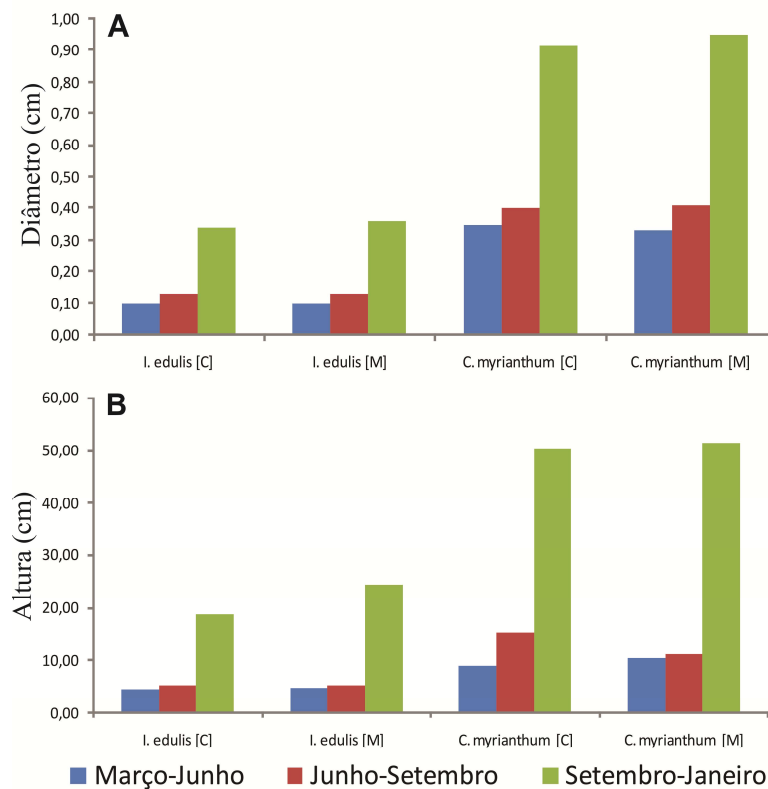 A
Diâmetro (cm)
1,00
0,90
0,80
0,70
0,60
0,50
0,40
0,30
0,20
0,10
0,00
I. edulis [C] I. edulis [M] C. myrianthum [C] C. myrianthum [M]
B
Altura (cm)
60,00
50,00
40,00
30,00
20,00
10,00
0,00
I. edulis [C] I. edulis [M] C. myrianthum [C] C. myrianthum [M]
Março-Junho Junho-Setembro Setembro-Janeiro